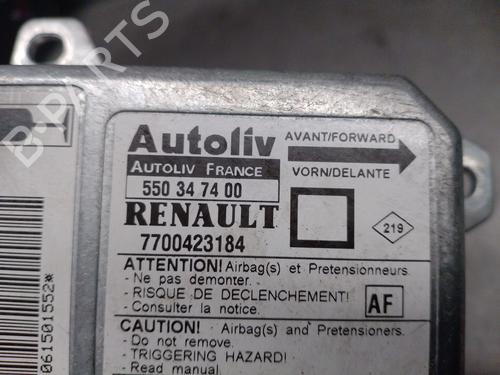 B-PARTS
Autoliv
AUTOLIV FRANCE
550 34 74 00
RENAULT
7700423184
AVANT/FORWARD
VORN/DELANTE
219
ATTENTION! Airbag(s) et Pretensionneurs
- Ne pas demonter.
- RISQUE DE DECLENCHEMENT!
- Consulter la notice.
AF
CAUTION! - Airbag(s) and Pretensioners
- Do not remove.
- TRIGGERING HAZARD!
- Read manual.
061501552*